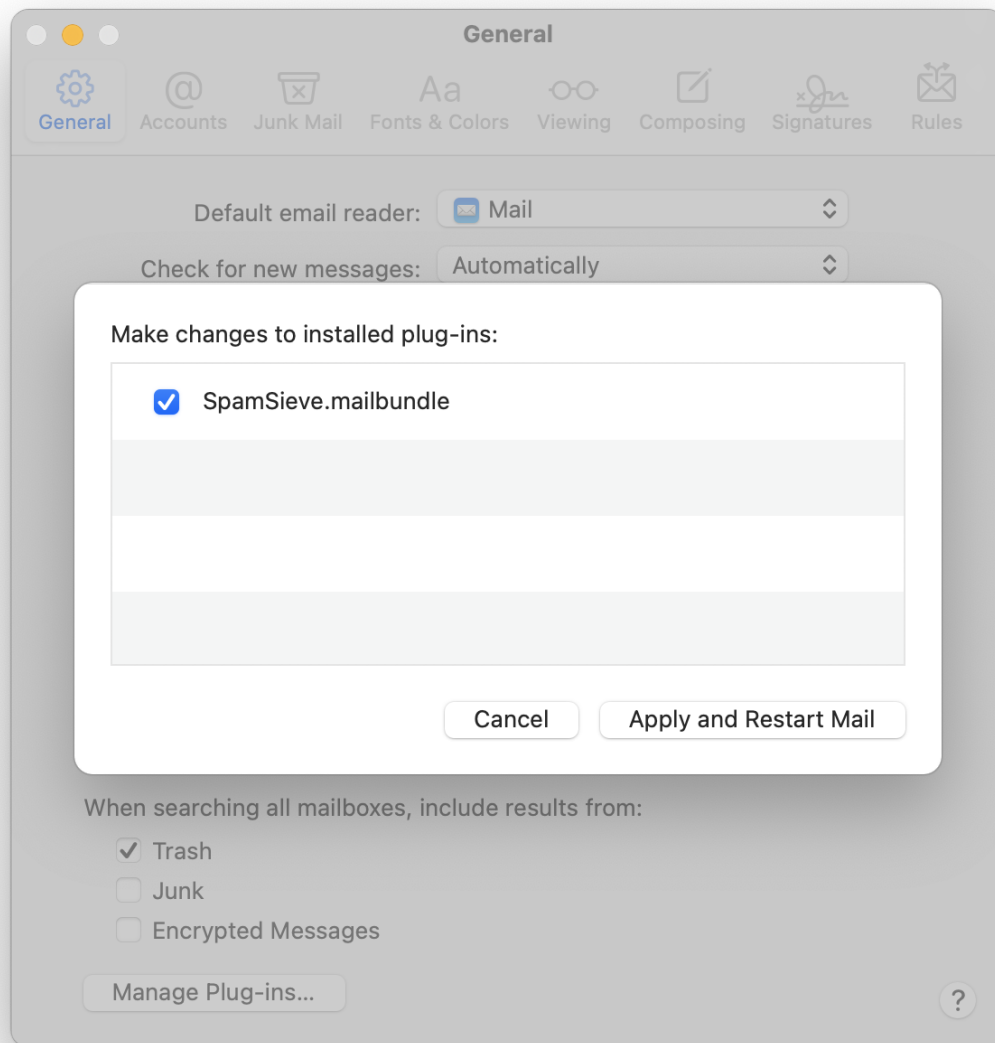 General
General Accounts Junk Mail Fonts & Colors Viewing Composing Signatures Rules
Default email reader: Mail
Check for new messages: Automatically
Make changes to installed plug-ins:
SpamSieve.mailbundle
Cancel Apply and Restart Mail
When searching all mailboxes, include results from:
Trash
Junk
Encrypted Messages
Manage Plug-ins... ?